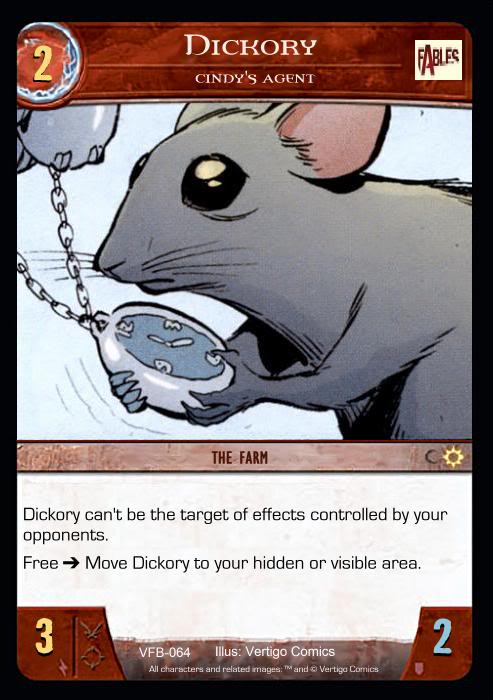 2
Dickory
FABLES
CINDY'S AGENT
THE FARM
Dickory can't be the target of effects controlled by your
opponents.
Free ➔ Move Dickory to your hidden or visible area.
3
2
VFB-064 Illus: Vertigo Comics
All characters and related images: ™ and © Vertigo Comics